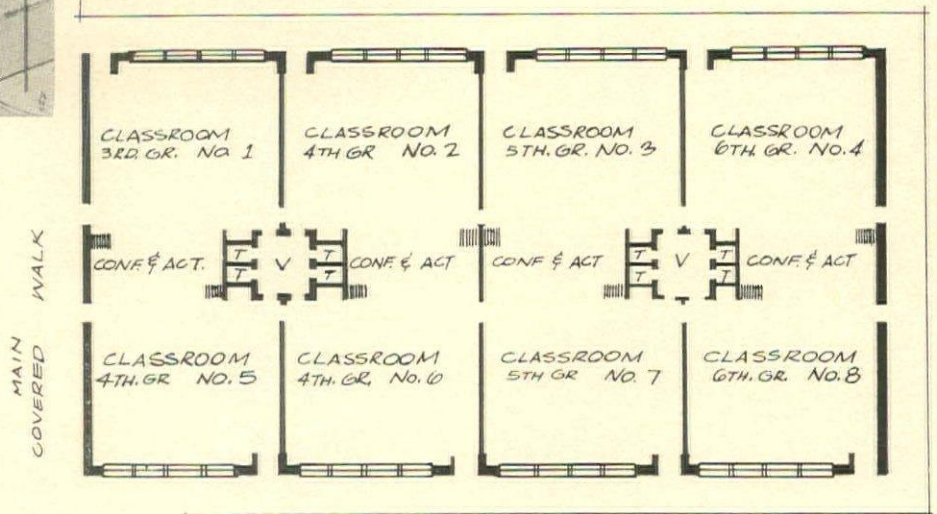 CLASSROOM
3RD. GR. NO. 1
CLASSROOM
4TH GR NO. 2
CLASSROOM
5TH. GR. NO. 3
CLASSROOM
6TH. GR. NO. 4
MAIN
COVERED WALK
CONF. & ACT.
T
T
V
T
T
CONF. & ACT
CONF & ACT
T
T
V
T
T
CONF. & ACT
CLASSROOM
4TH. GR NO. 5
CLASSROOM
4TH. GR. NO. 6
CLASSROOM
5TH GR NO. 7
CLASSROOM
6TH. GR. NO. 8